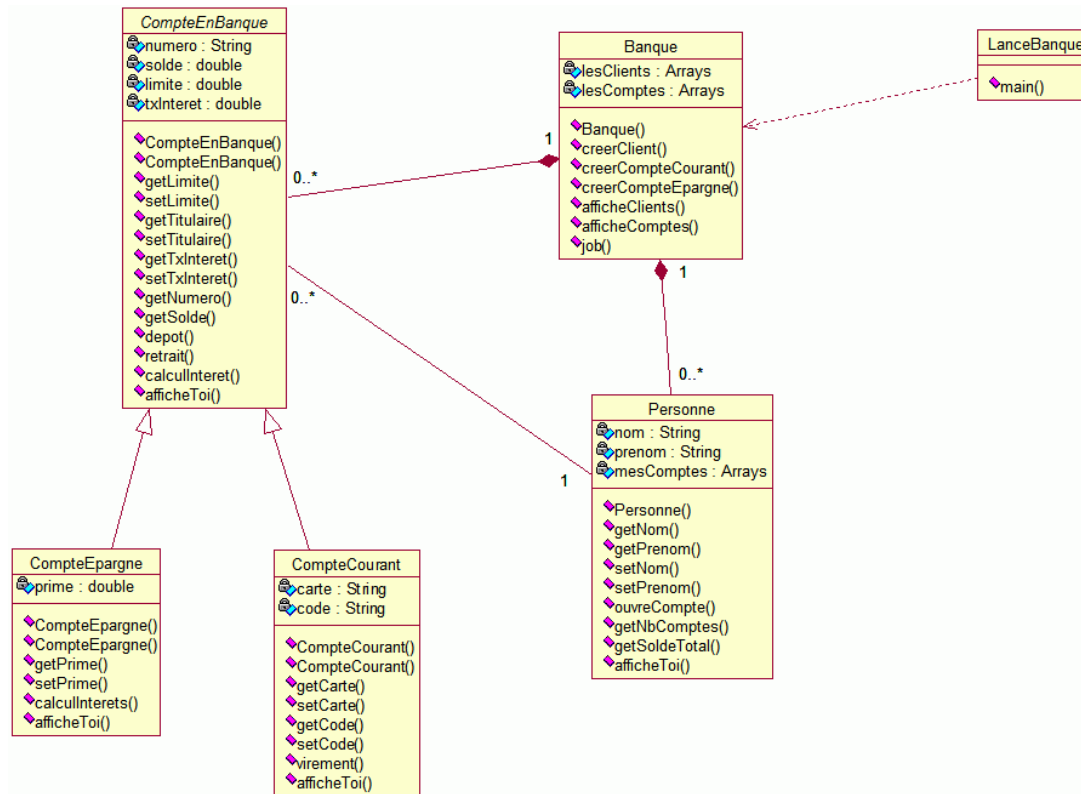 CompteEnBanque
numero : String
solde : double
limite : double
txInteret : double
CompteEnBanque()
CompteEnBanque()
getLimite()
setLimite()
getTitulaire()
setTitulaire()
getTxInteret()
setTxInteret()
getNumero()
getSolde()
depot()
retrait()
calculInteret()
afficheToi()
Banque
lesClients : Arrays
lesComptes : Arrays
Banque()
creerClient()
creerCompteCourant()
creerCompteEpargne()
afficheClients()
afficheComptes()
job()
LanceBanque
main()
1
0..*
0..*
1
1
0..*
Personne
nom : String
prenom : String
mesComptes : Arrays
Personne()
getNom()
getPrenom()
setNom()
setPrenom()
ouvreCompte()
getNbComptes()
getSoldeTotal()
afficheToi()
CompteEpargne
prime : double
CompteEpargne()
CompteEpargne()
getPrime()
setPrime()
calculInterets()
afficheToi()
CompteCourant
carte : String
code : String
CompteCourant()
CompteCourant()
getCarte()
setCarte()
getCode()
setCode()
virement()
afficheToi()